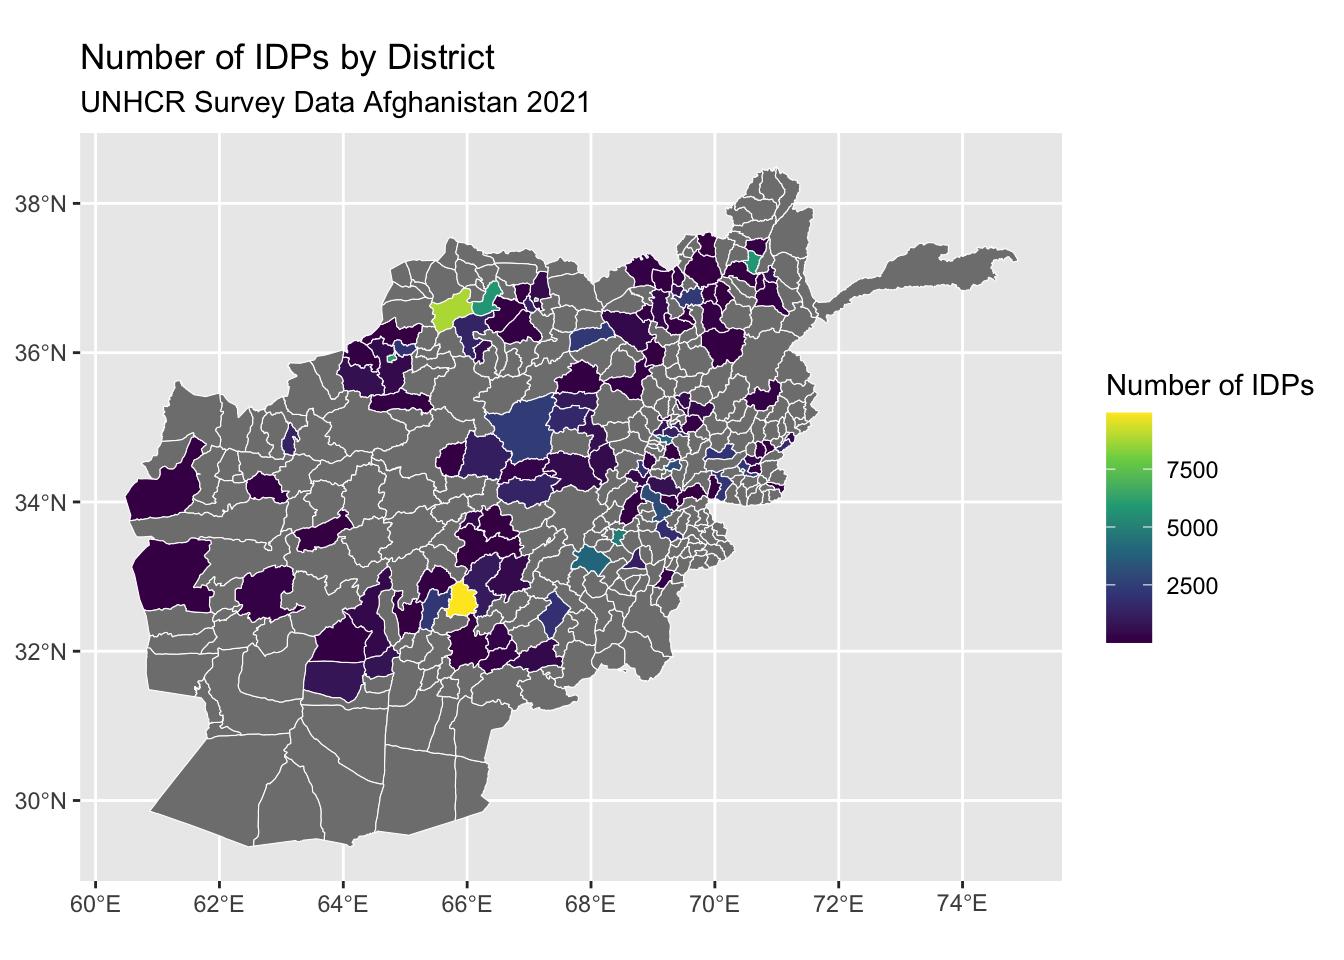 Number of IDPs by District
UNHCR Survey Data Afghanistan 2021
38°N
36°N
34°N
32°N
30°N
60°E
62°E
64°E
66°E
68°E
70°E
72°E
74°E
Number of IDPs
7500
5000
2500